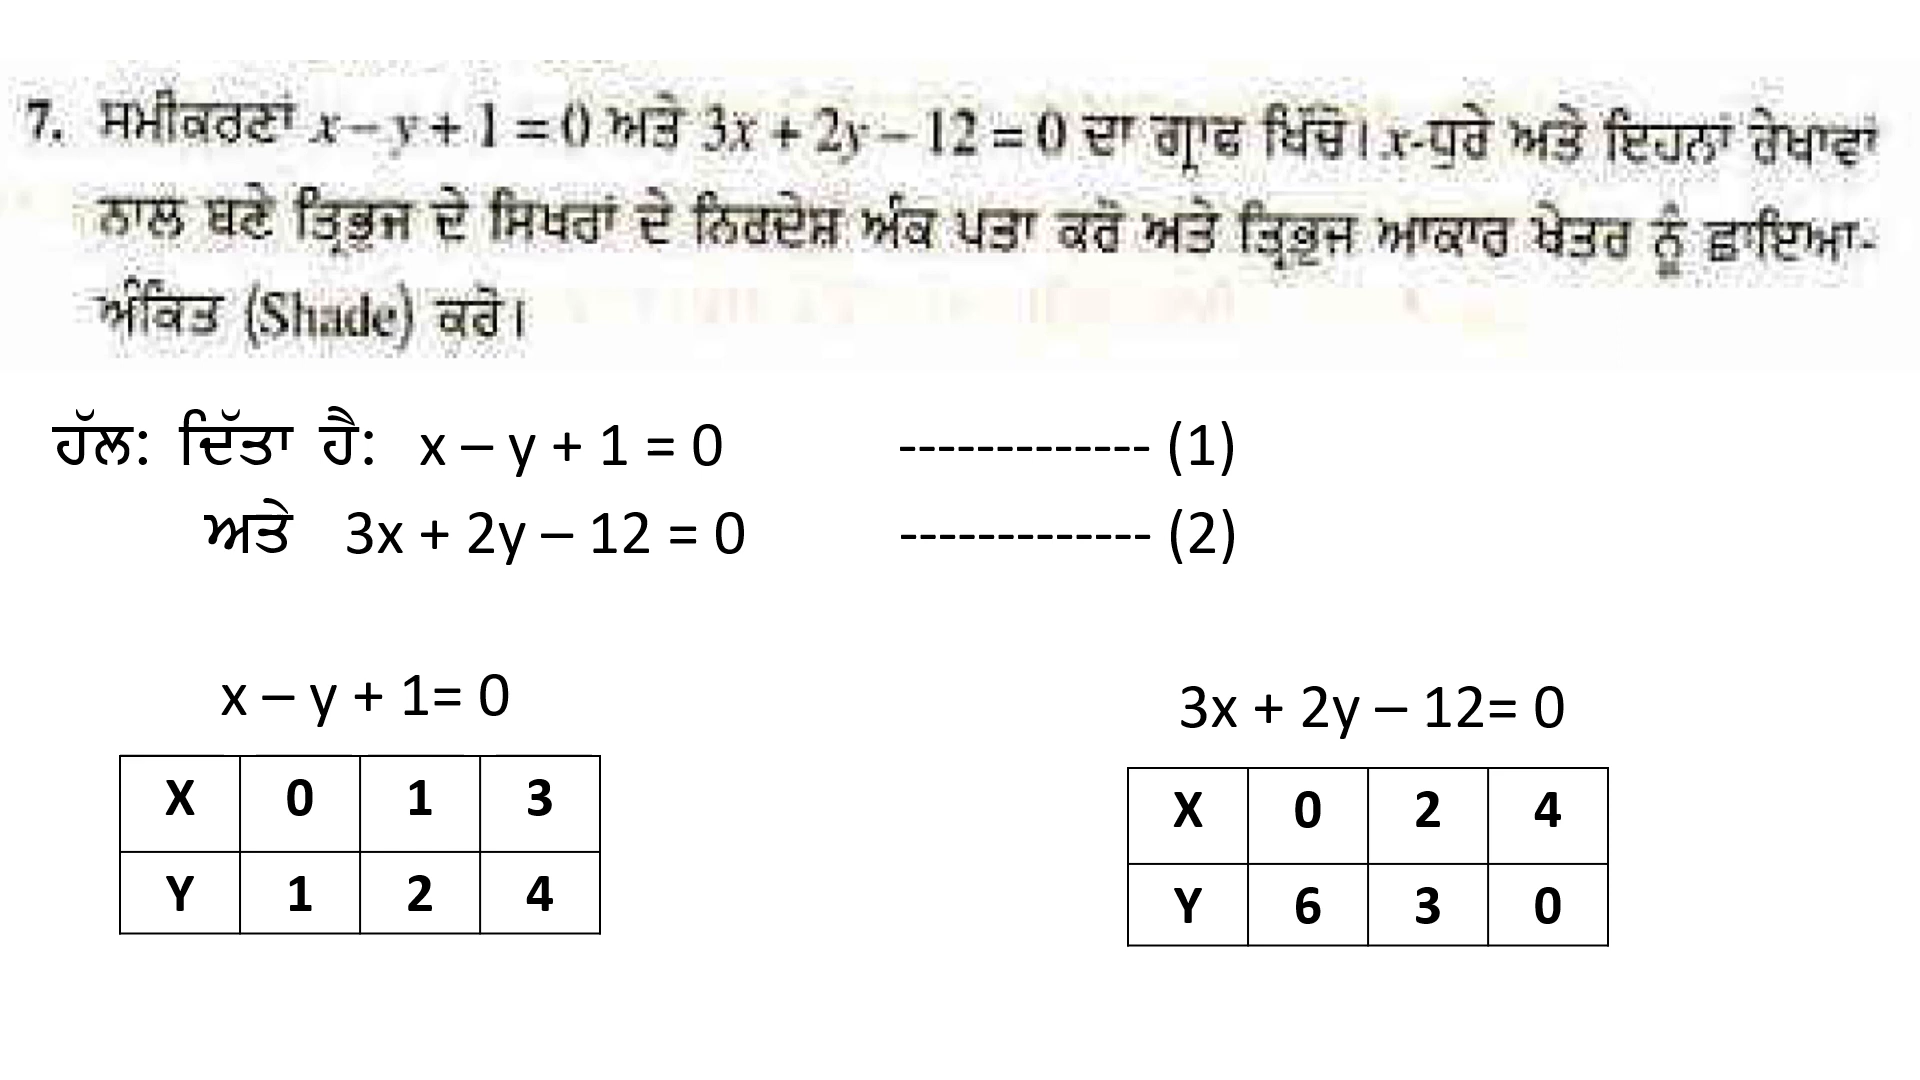 7. ਸਮੀਕਰਣਾਂ x – y + 1 = 0 ਅਤੇ 3x + 2y – 12 = 0 ਦਾ ਗ੍ਰਾਫ ਖਿੱਚੋ। x-ਧੁਰੇ ਅਤੇ ਇਹਨਾਂ ਰੇਖਾਵਾਂ
ਨਾਲ ਬਣੇ ਤ੍ਰਿਭੁਜ ਦੇ ਸਿਖਰਾਂ ਦੇ ਨਿਰਦੇਸ਼ ਅੰਕ ਪਤਾ ਕਰੋ ਅਤੇ ਤ੍ਰਿਭੁਜ ਆਕਾਰ ਖੇਤਰ ਨੂੰ ਛਾਇਆ-
ਅੰਕਿਤ (Shade) ਕਰੋ।
ਹੱਲ: ਦਿੱਤਾ ਹੈ: x – y + 1 = 0 ------------- (1)
ਅਤੇ 3x + 2y – 12 = 0 ------------- (2)
x – y + 1= 0
X 0 1 3
Y 1 2 4
3x + 2y – 12= 0
X 0 2 4
Y 6 3 0